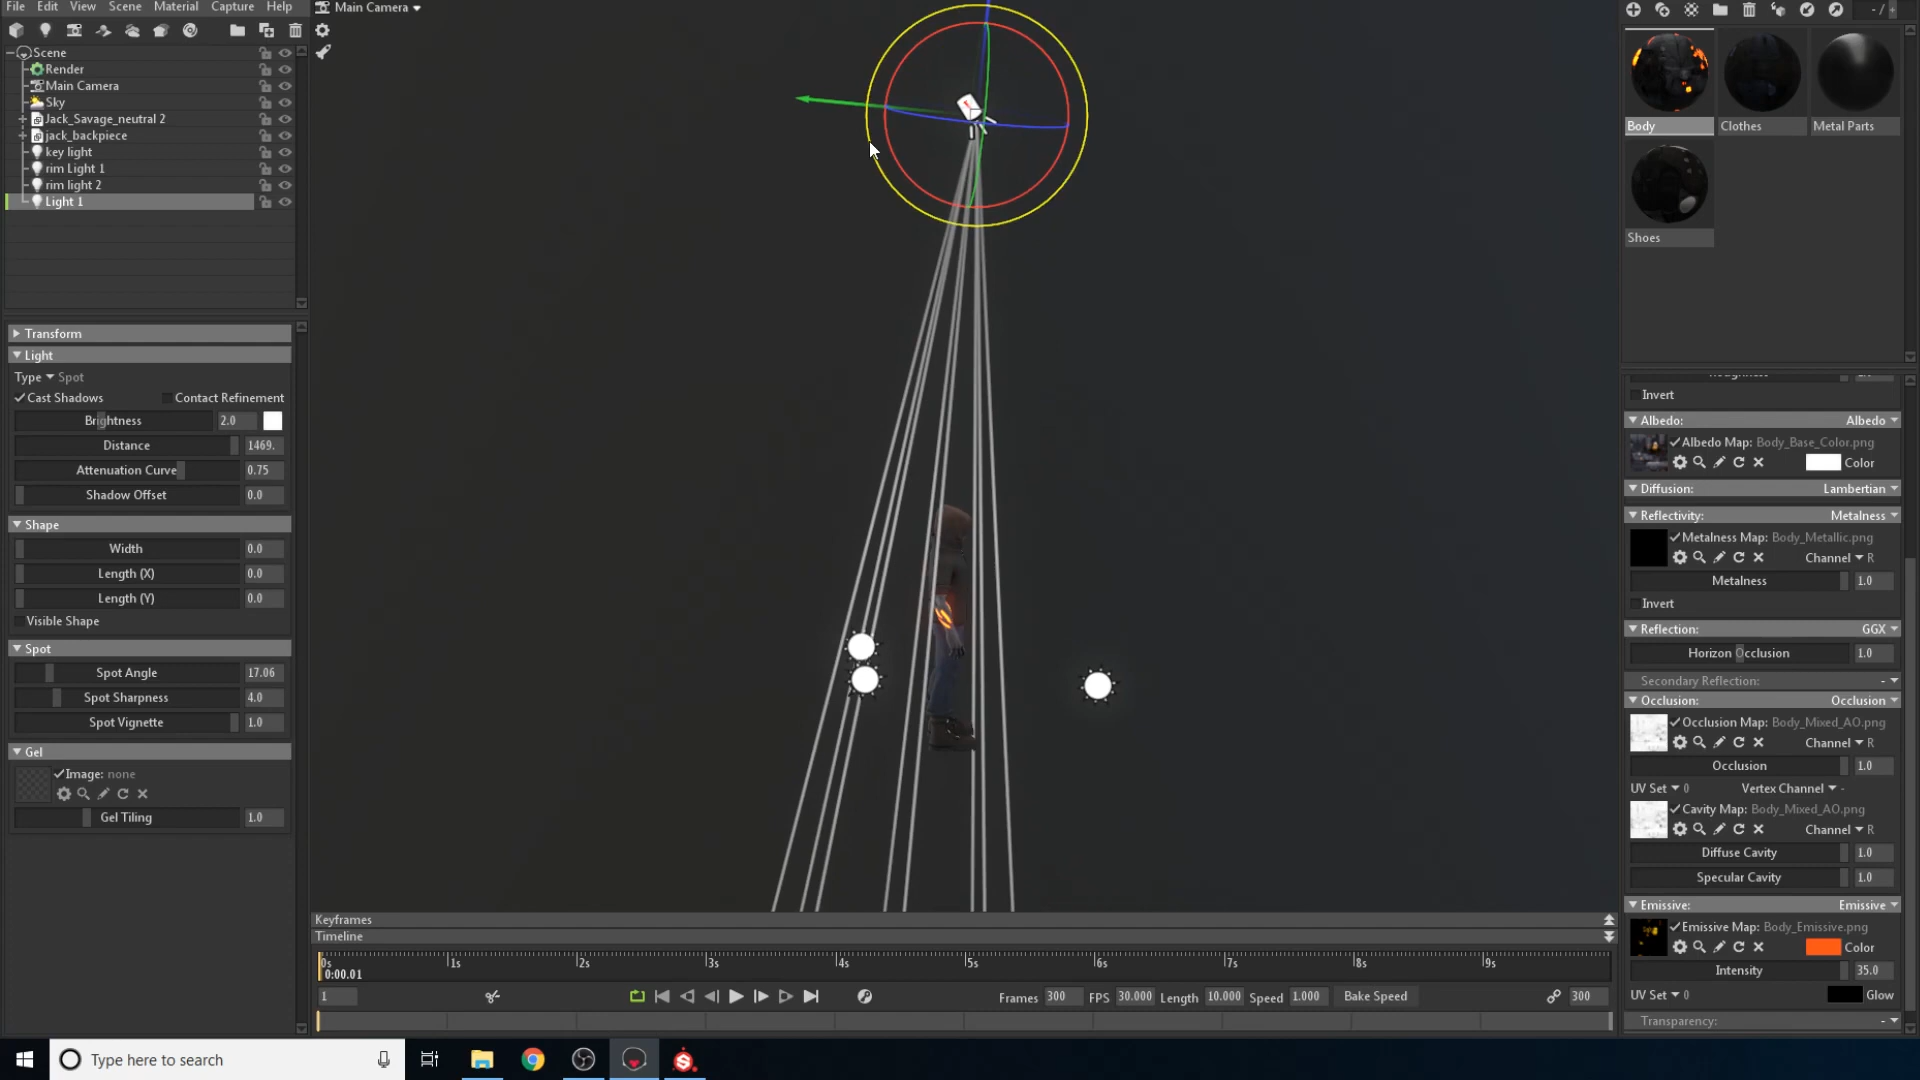 File Edit View Scene Material Capture Help
Main Camera
- / +
Scene
Render
Main Camera
Sky
Jack_Savage_neutral 2
jack_backpiece
key light
rim Light 1
rim light 2
Light 1
Body
Clothes
Metal Parts
Shoes
Transform
Light
Type Spot
Cast Shadows Contact Refinement
Brightness 2.0
Distance 1469.
Attenuation Curve 0.75
Shadow Offset 0.0
Shape
Width 0.0
Length (X) 0.0
Length (Y) 0.0
Visible Shape
Spot
Spot Angle 17.06
Spot Sharpness 4.0
Spot Vignette 1.0
Gel
Image: none
Gel Tiling 1.0
Invert
Albedo: Albedo
Albedo Map: Body_Base_Color.png
Color
Diffusion: Lambertian
Reflectivity: Metalness
Metalness Map: Body_Metallic.png
Channel R
Metalness 1.0
Invert
Reflection: GGX
Horizon Occlusion 1.0
Secondary Reflection: -
Occlusion: Occlusion
Occlusion Map: Body_Mixed_AO.png
Channel R
Occlusion 1.0
UV Set 0 Vertex Channel -
Cavity Map: Body_Mixed_AO.png
Channel R
Diffuse Cavity 1.0
Specular Cavity 1.0
Emissive: Emissive
Emissive Map: Body_Emissive.png
Color
Intensity 35.0
UV Set 0 Glow
Transparency: -
Keyframes
Timeline
0s 1s 2s 3s 4s 5s 6s 7s 8s 9s
0:00.01
1
Frames 300 FPS 30.000 Length 10.000 Speed 1.000 Bake Speed 300
Type here to search